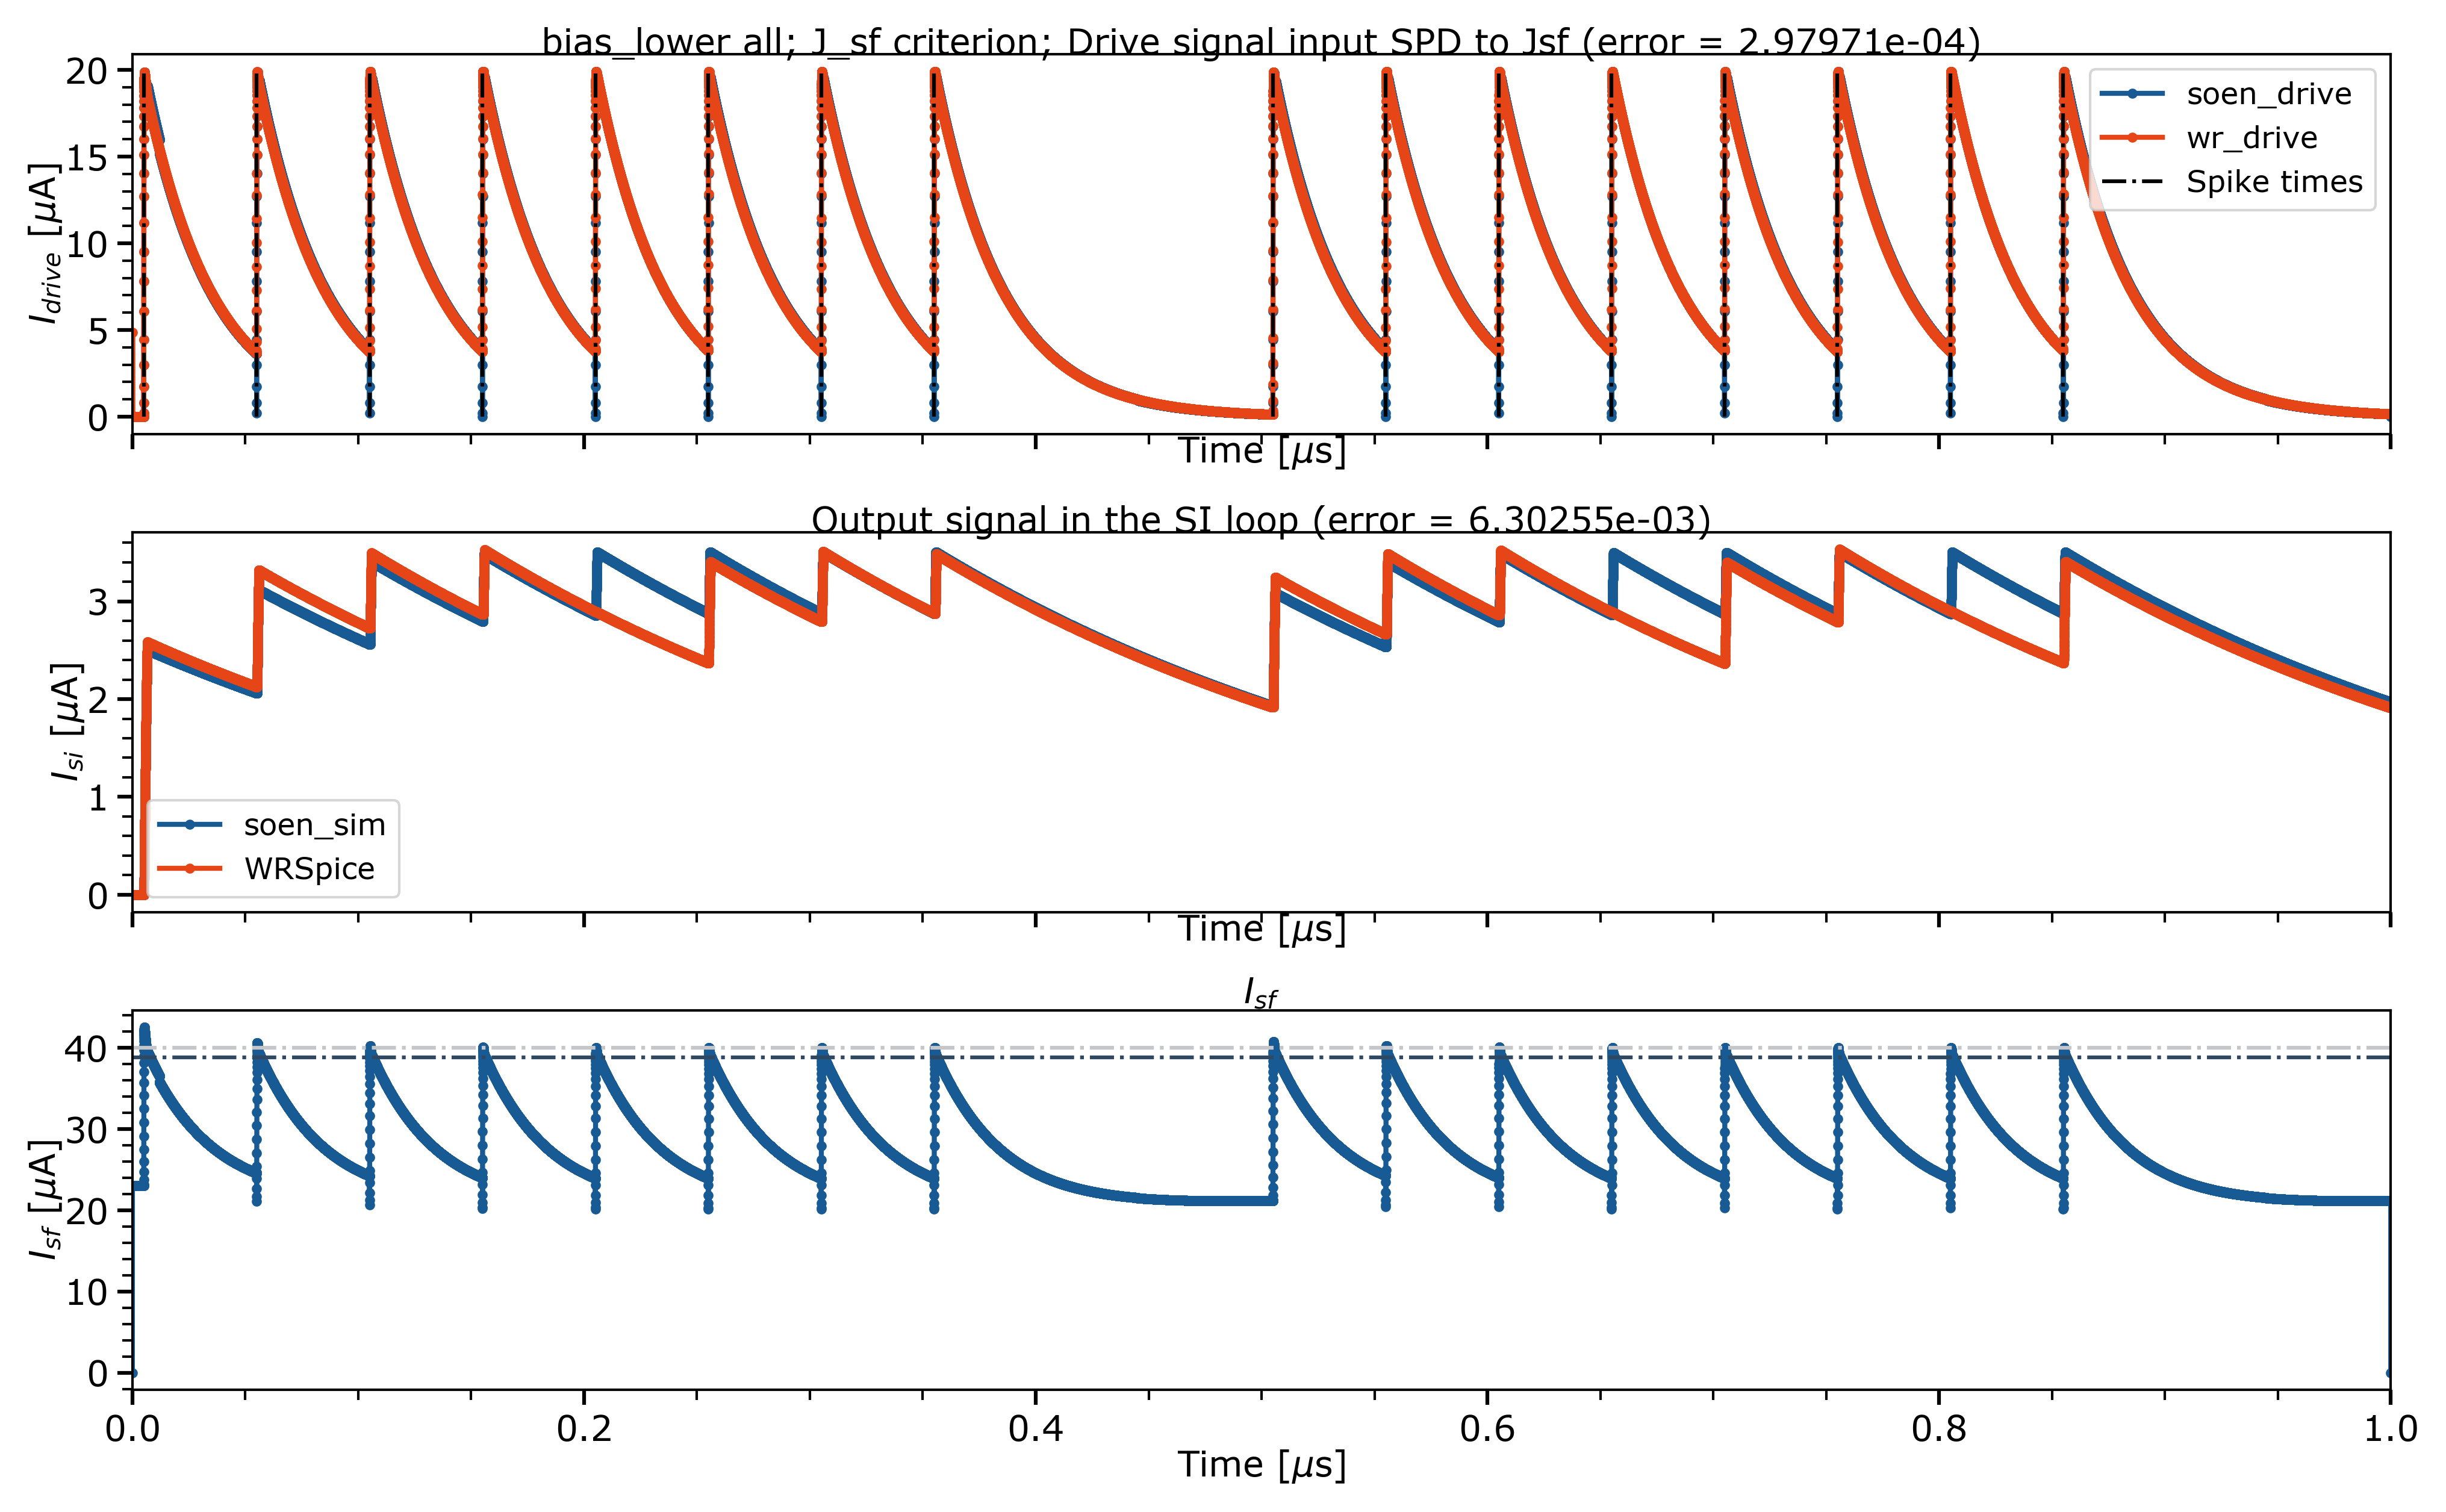 bias_lower all; J_sf criterion; Drive signal input SPD to Jsf (error = 2.97971e-04)
20
15
10
5
0
I_drive [μA]
soen_drive
wr_drive
Spike times
Time [μs]
Output signal in the SI loop (error = 6.30255e-03)
3
2
1
0
I_si [μA]
soen_sim
WRSpice
Time [μs]
I_sf
40
30
20
10
0
I_sf [μA]
0.0 0.2 0.4 0.6 0.8 1.0
Time [μs]